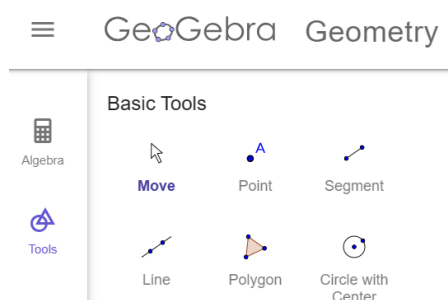 GeoGebra Geometry
Basic Tools
Algebra
A
Move Point Segment
Tools
Line Polygon Circle with
Center